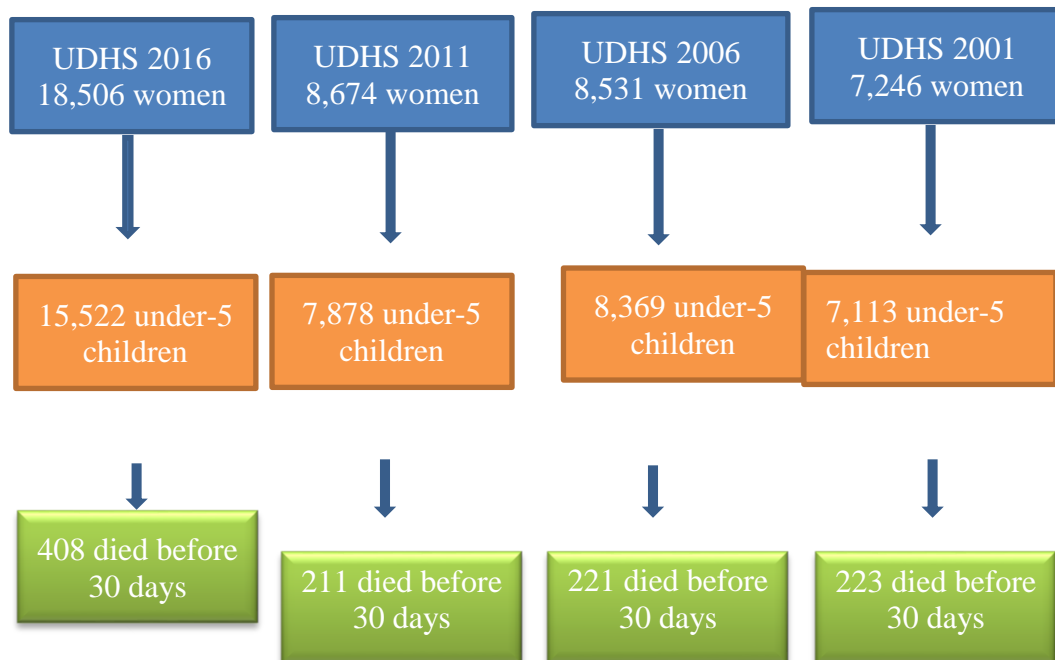 UDHS 2016
18,506 women
UDHS 2011
8,674 women
UDHS 2006
8,531 women
UDHS 2001
7,246 women
15,522 under-5
children
7,878 under-5
children
8,369 under-5
children
7,113 under-5
children
408 died before
30 days
211 died before
30 days
221 died before
30 days
223 died before
30 days